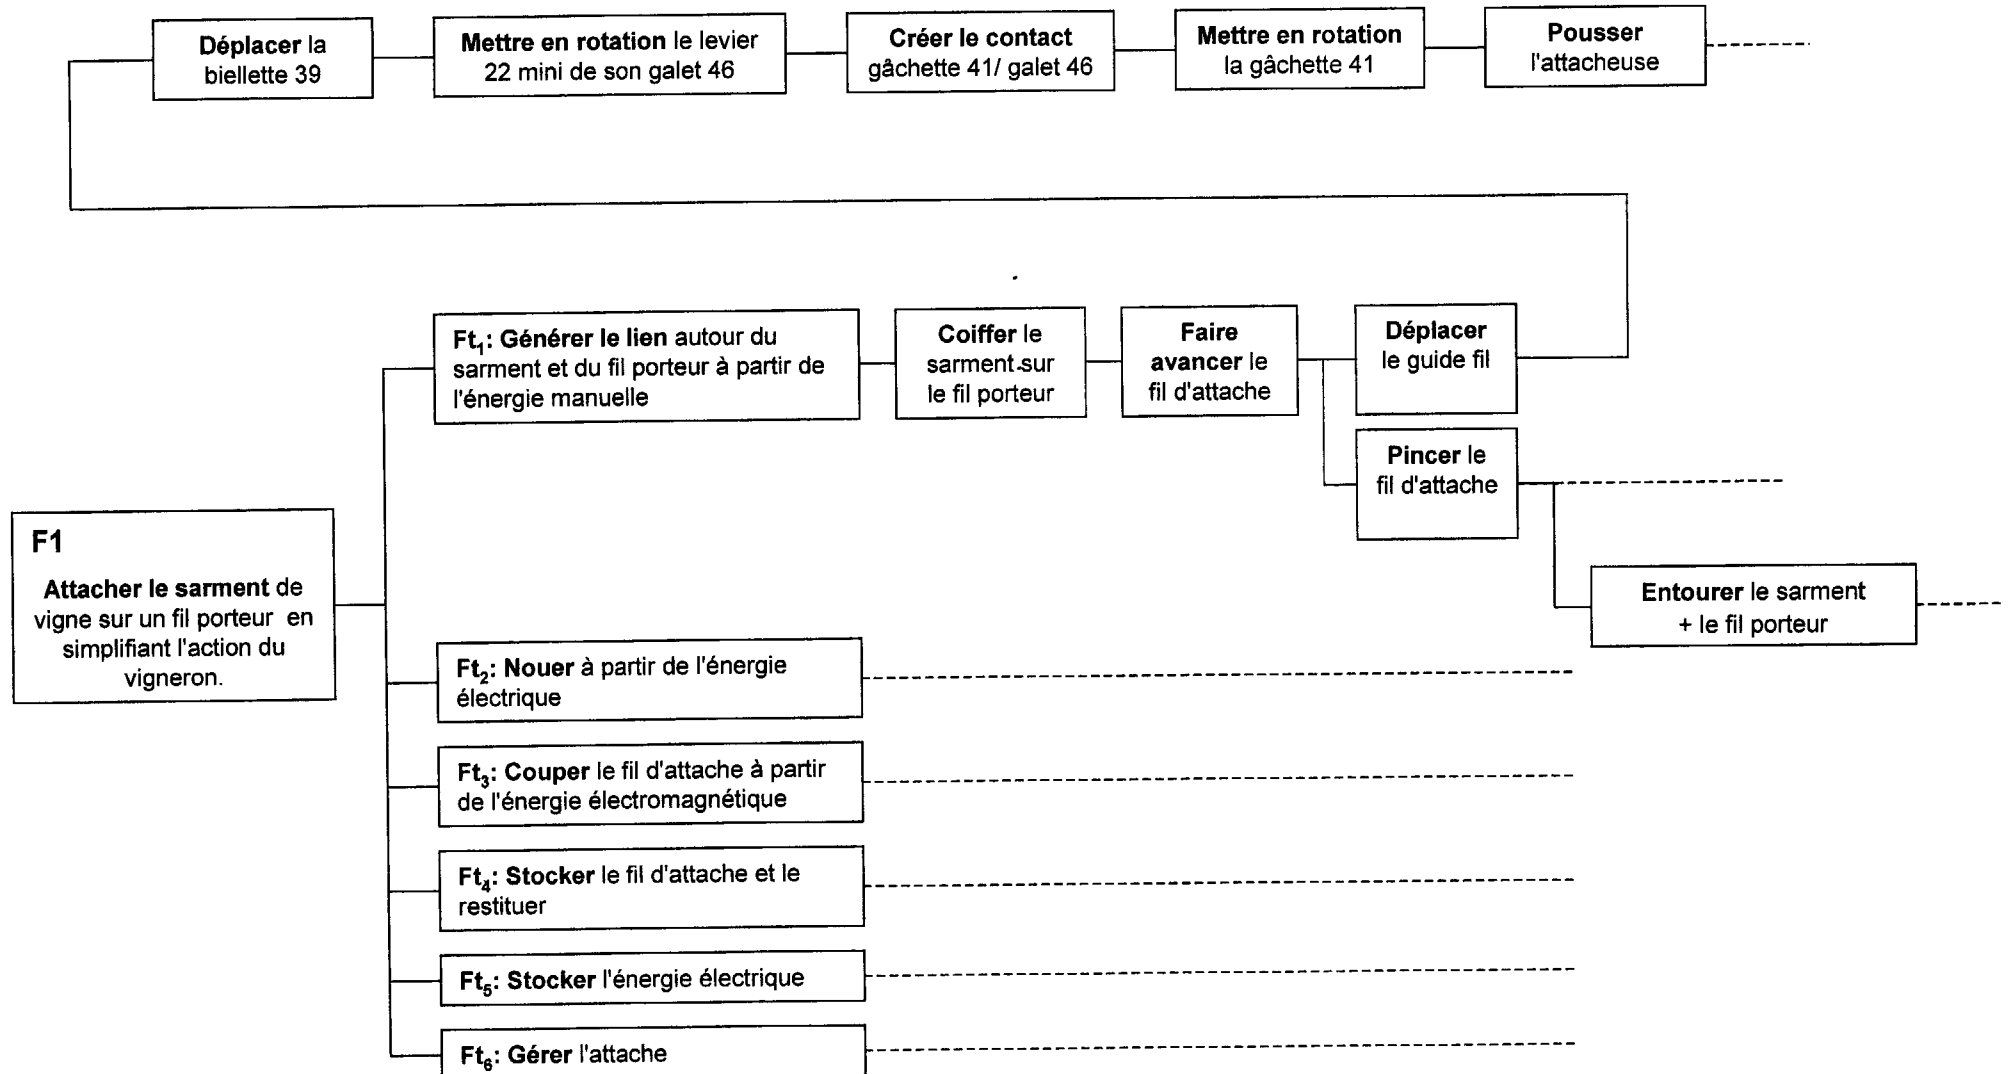 Déplacer la
biellette 39
Mettre en rotation le levier
22 mini de son galet 46
Créer le contact
gâchette 41/ galet 46
Mettre en rotation
la gâchette 41
Pousser
l'attacheuse
Ft₁: Générer le lien autour du
sarment et du fil porteur à partir de
l'énergie manuelle
Coiffer le
sarment sur
le fil porteur
Faire
avancer le
fil d'attache
Déplacer
le guide fil
Pincer le
fil d'attache
F1
Attacher le sarment de
vigne sur un fil porteur en
simplifiant l'action du
vigneron.
Entourer le sarment
+ le fil porteur
Ft₂: Nouer à partir de l'énergie
électrique
Ft₃: Couper le fil d'attache à partir
de l'énergie électromagnétique
Ft₄: Stocker le fil d'attache et le
restituer
Ft₅: Stocker l'énergie électrique
Ft₆: Gérer l'attache